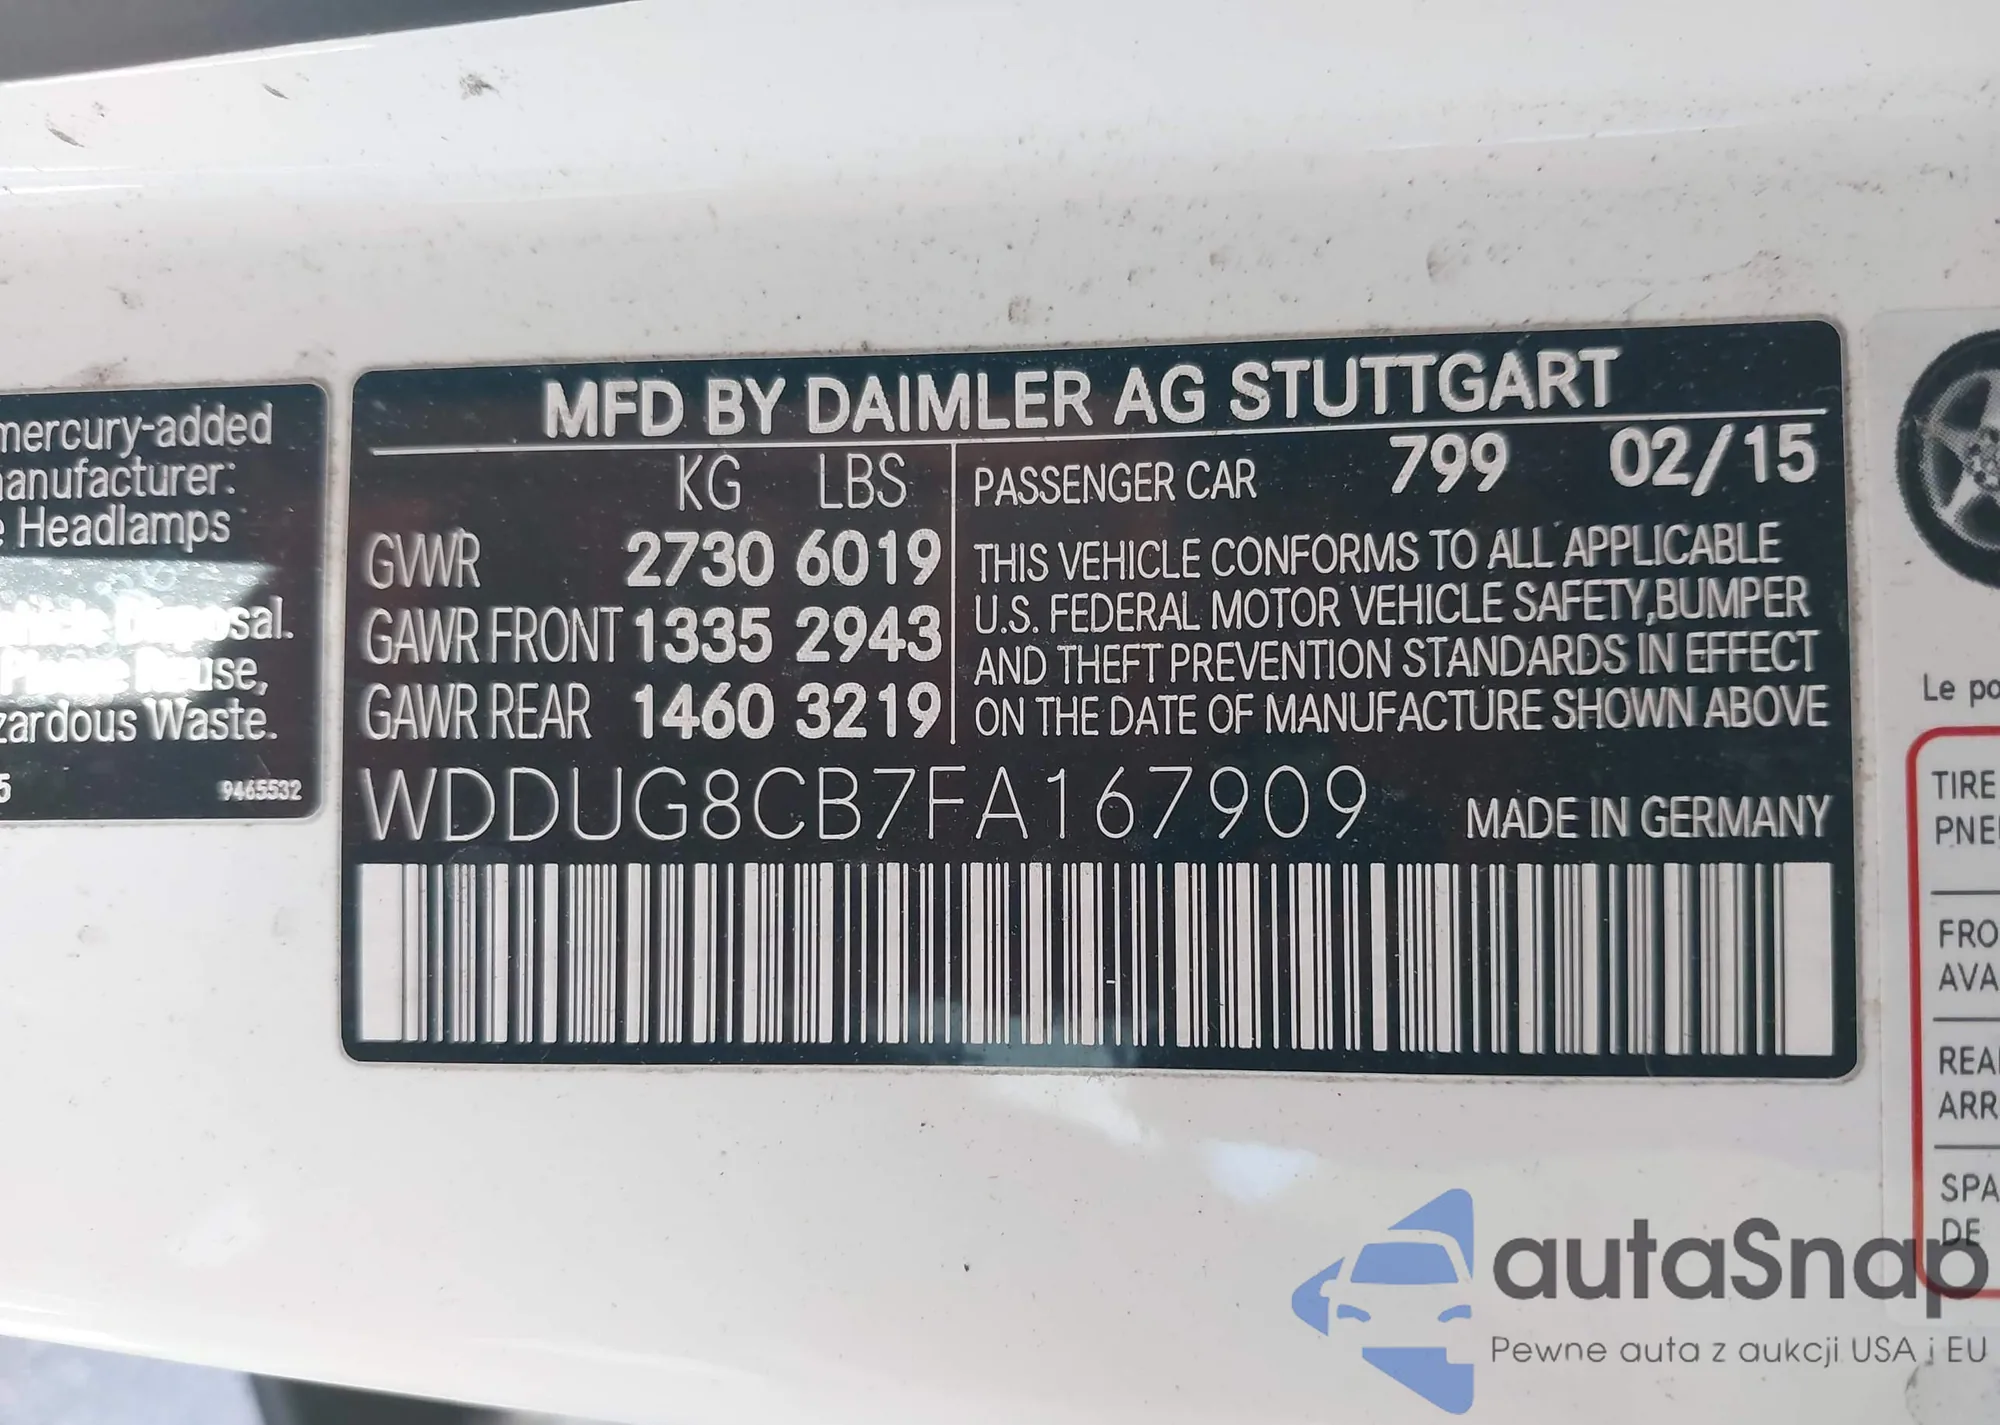 mercury-added
anufacturer:
e Headlamps
sal.
use,
zardous Waste.
5
9465532
MFD BY DAIMLER AG STUTTGART
KG LBS
GVWR 2730 6019
GAWR FRONT 1335 2943
GAWR REAR 1460 3219
PASSENGER CAR 799 02/15
THIS VEHICLE CONFORMS TO ALL APPLICABLE
U.S. FEDERAL MOTOR VEHICLE SAFETY,BUMPER
AND THEFT PREVENTION STANDARDS IN EFFECT
ON THE DATE OF MANUFACTURE SHOWN ABOVE
WDDUG8CB7FA167909 MADE IN GERMANY
Le po
TIRE
PNE
FRO
AVA
REA
ARR
SPA
DE
autaSnap
Pewne auta z aukcji USA i EU